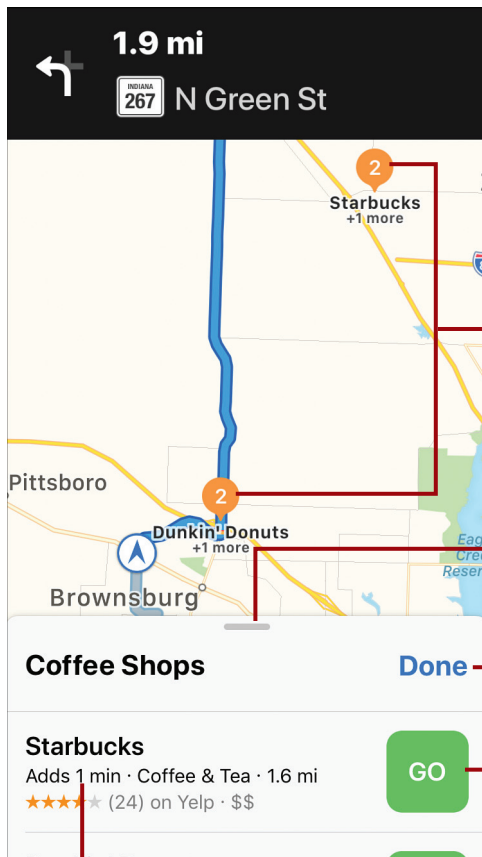 1.9 mi
INDIANA
267 N Green St
2
Starbucks
+1 more
Pittsboro
2
Dunkin' Donuts
+1 more
Brownsburg
Coffee Shops
Done
Starbucks
Adds 1 min · Coffee & Tea · 1.6 mi
GO
(24) on Yelp · $$